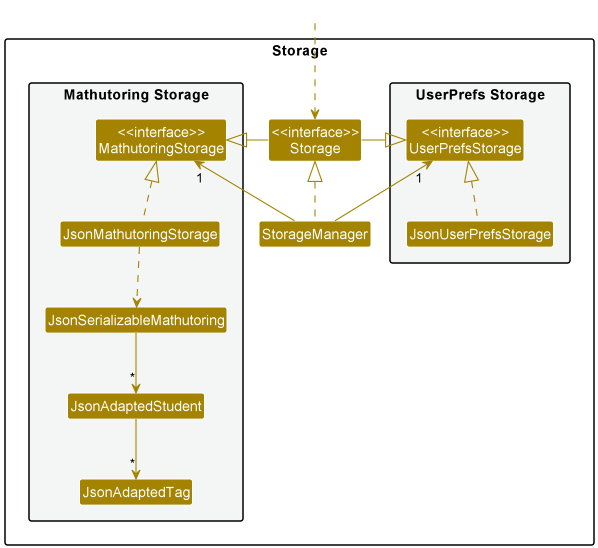 Storage
Mathutoring Storage
UserPrefs Storage
<<interface>>
MathutoringStorage
<<interface>>
Storage
<<interface>>
UserPrefsStorage
1
1
JsonMathutoringStorage
StorageManager
JsonUserPrefsStorage
JsonSerializableMathutoring
*
JsonAdaptedStudent
*
JsonAdaptedTag